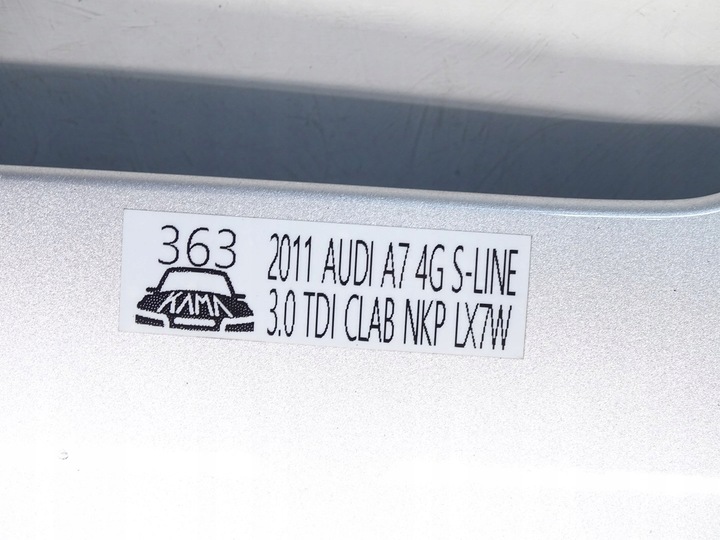 363
KAMA
2011 AUDI A7 4G S-LINE
3.0 TDI CLAB NKP LX7W